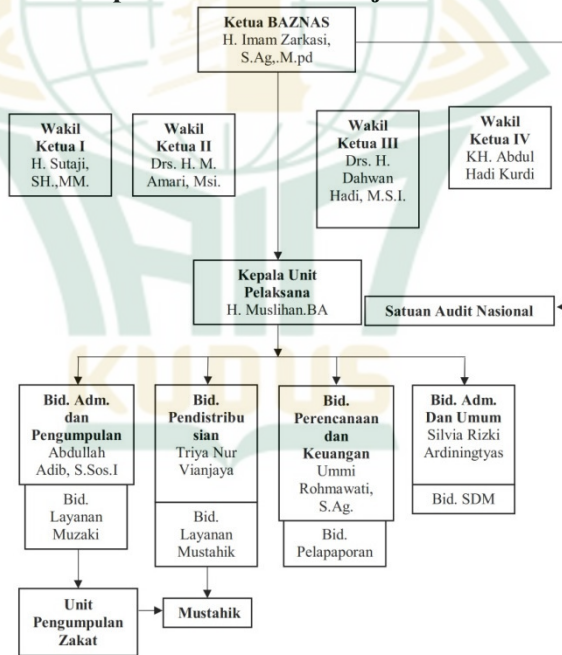 Ketua BAZNAS
H. Imam Zarkasi,
S.Ag,.M.pd
Wakil
Ketua I
H. Sutaji,
SH.,MM.
Wakil
Ketua II
Drs. H. M.
Amari, Msi.
Wakil
Ketua III
Drs. H.
Dahwan
Hadi, M.S.I.
Wakil
Ketua IV
KH. Abdul
Hadi Kurdi
Kepala Unit
Pelaksana
H. Muslihan.BA
Satuan Audit Nasional
KUDUS
Bid. Adm.
dan
Pengumpulan
Abdullah
Adib, S.Sos.I
Bid.
Layanan
Muzaki
Bid.
Pendistribu
sian
Triya Nur
Vianjaya
Bid.
Layanan
Mustahik
Bid.
Perencanaan
dan
Keuangan
Ummi
Rohmawati,
S.Ag.
Bid.
Pelapaporan
Bid. Adm.
Dan Umum
Silvia Rizki
Ardiningtyas
Bid. SDM
Unit
Pengumpulan
Zakat
Mustahik